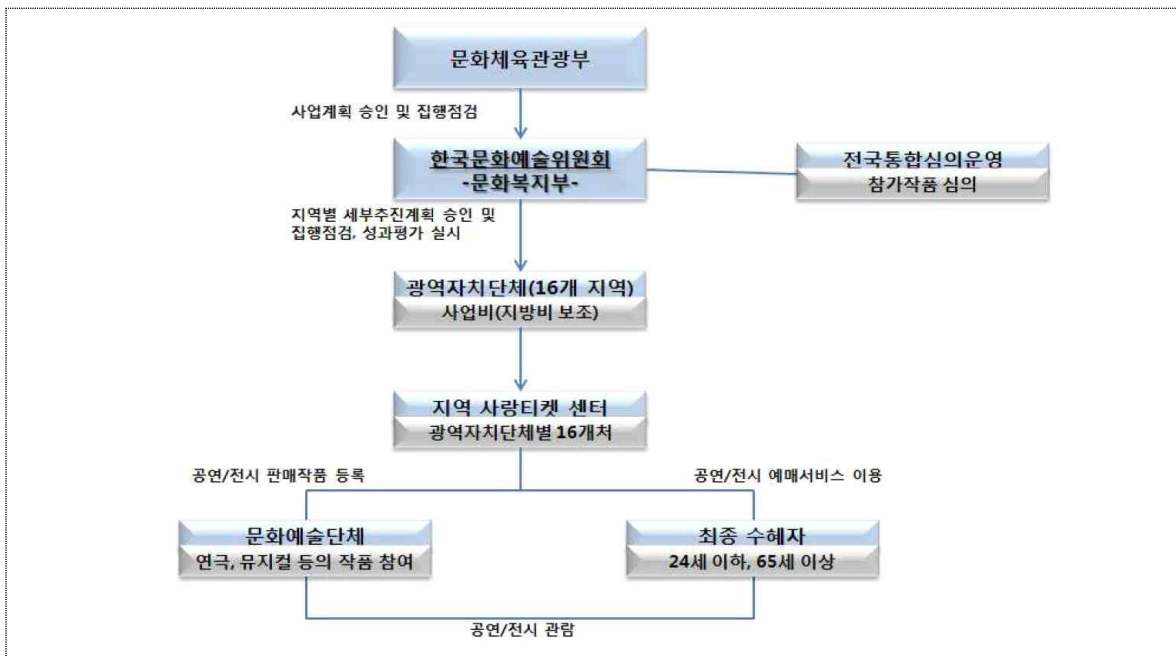 문화체육관광부
사업계획 승인 및 집행점검
한국문화예술위원회
-문화복지부-
전국통합심의운영
참가작품 심의
지역별 세부추진계획 승인 및
집행점검, 성과평가 실시
광역자치단체(16개 지역)
사업비(지방비 보조)
지역 사랑티켓 센터
광역자치단체별 16개처
공연/전시 판매작품 등록
공연/전시 예매서비스 이용
문화예술단체
연극, 뮤지컬 등의 작품 참여
최종 수혜자
24세 이하, 65세 이상
공연/전시 관람